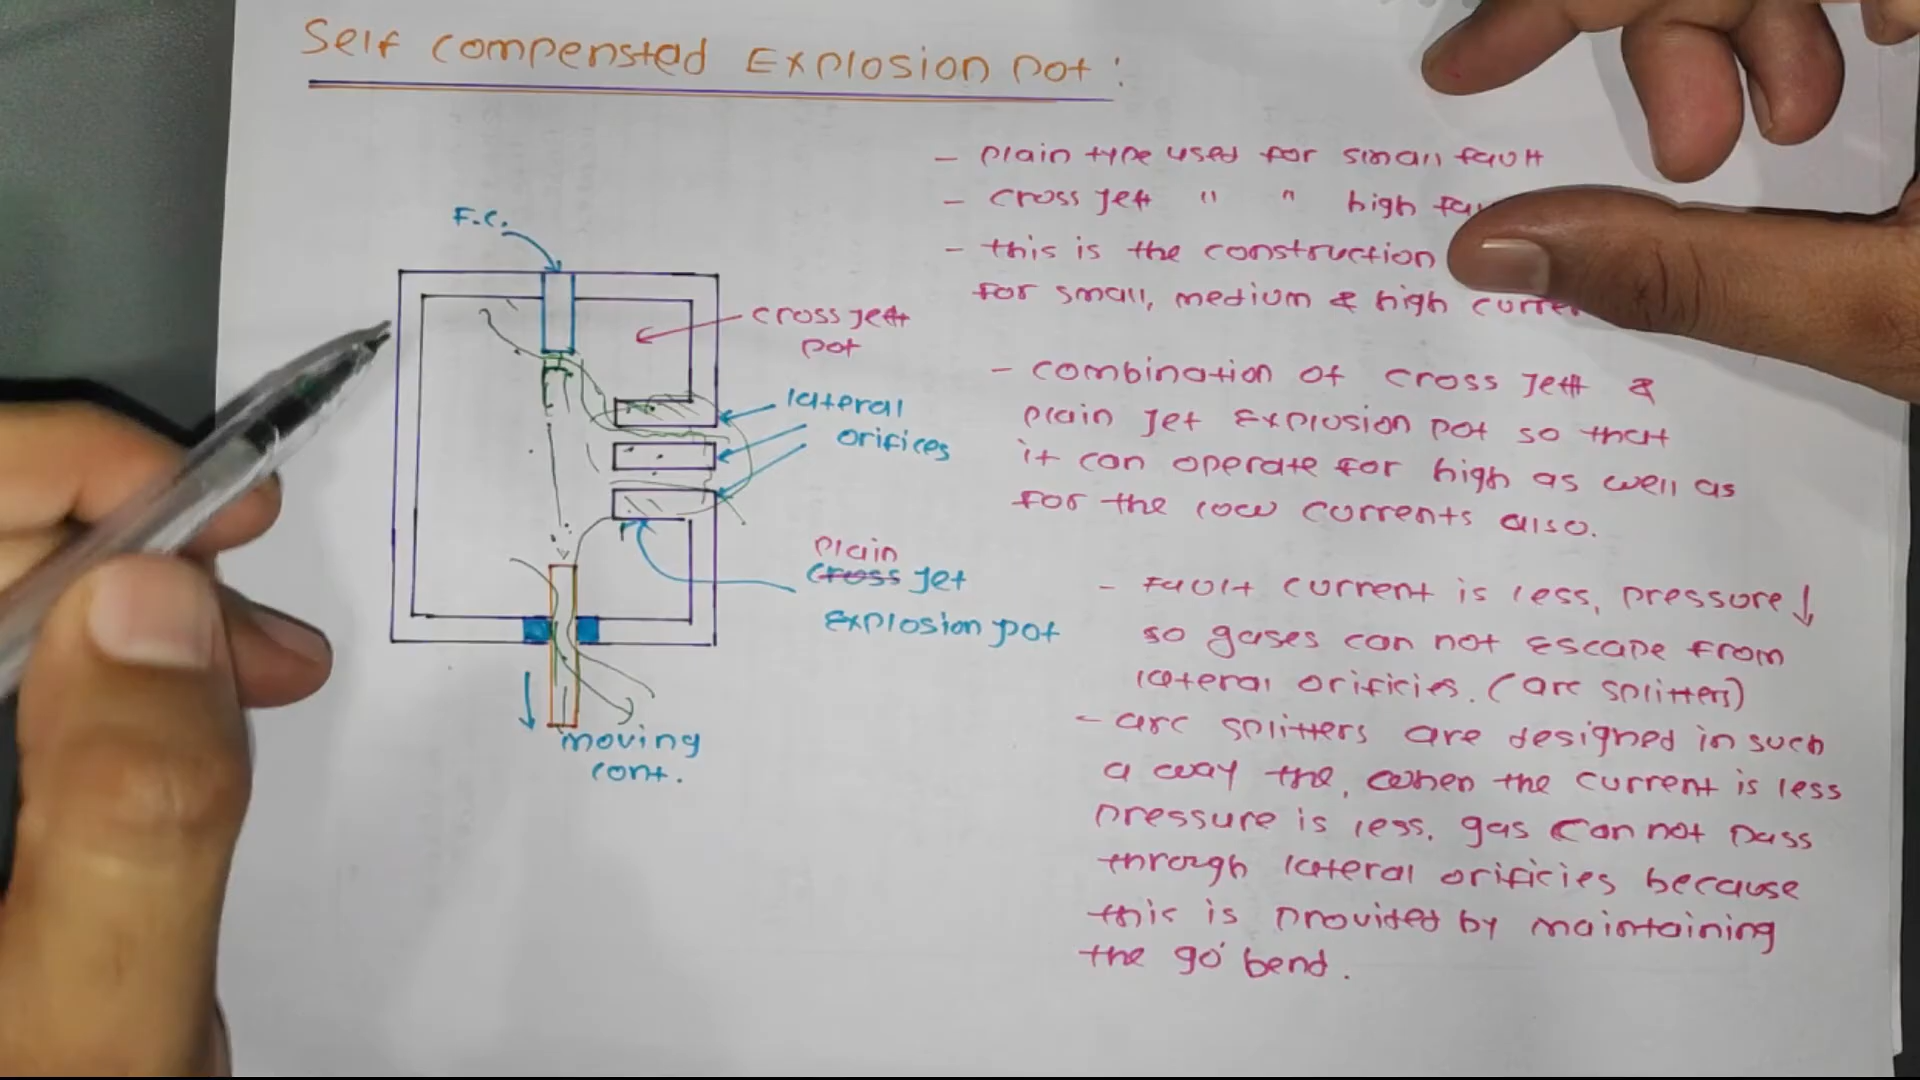 Self compensted Explosion pot:
F.C.
cross jett
pot
lateral
orifices
plain
cross Jet
explosion pot
moving
cont.
- plain type used for small fault
- cross jett " " high
- this is the construction
for small, medium & high
- combination of cross jett &
plain jet explosion pot so that
it can operate for high as well as
for the low currents also.
- fault current is less, pressure ↓
so gases can not escape from
lateral orificies. (arc splitters)
- arc splitters are designed in such
a way the, when the current is less
pressure is less. gas can not pass
through lateral orificies because
this is provided by maintaining
the 90° bend.